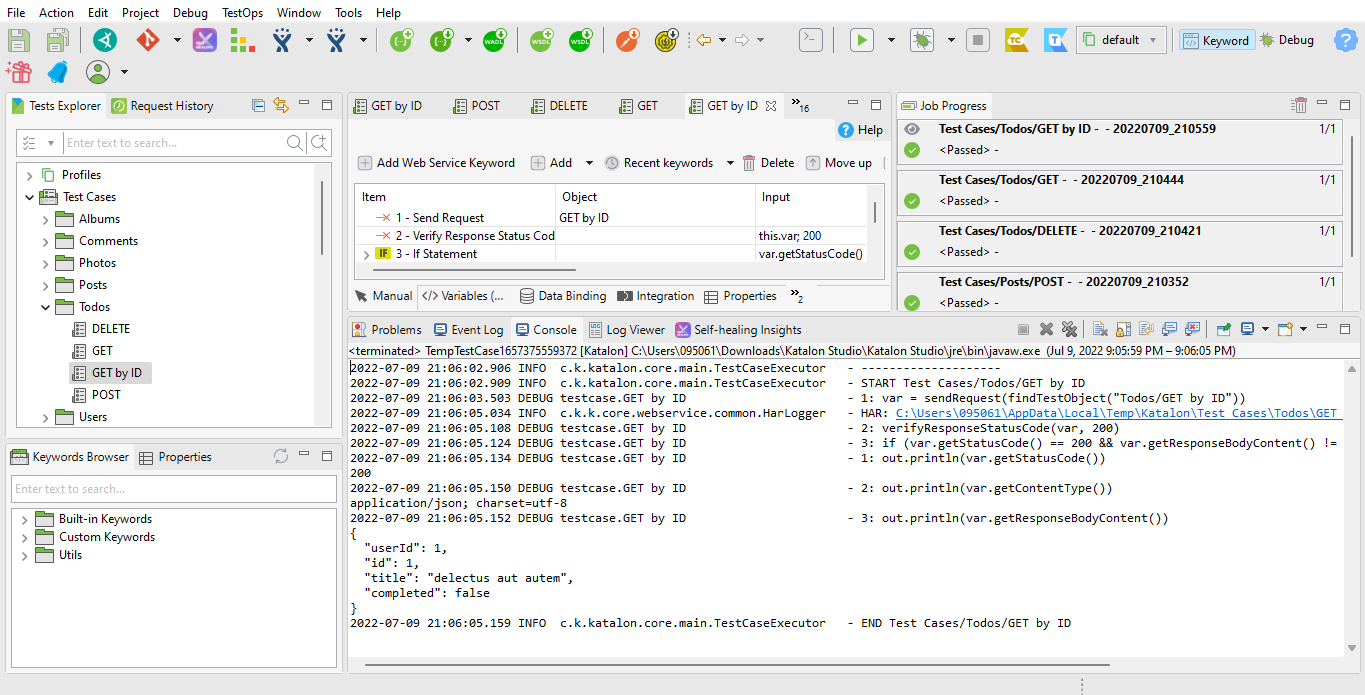 File Action Edit Project Debug TestOps Window Tools Help
WADL WSDL WSDL TC T default Keyword Debug ?
Tests Explorer Request History
Enter text to search...
Profiles
Test Cases
Albums
Comments
Photos
Posts
Todos
DELETE
GET
GET by ID
POST
Users
Keywords Browser Properties
Enter text to search...
Built-in Keywords
Custom Keywords
Utils
GET by ID POST DELETE GET GET by ID »16
? Help
Add Web Service Keyword Add Recent keywords Delete Move up
Item Object Input
1 - Send Request GET by ID
2 - Verify Response Status Cod this.var; 200
IF 3 - If Statement var.getStatusCode()
Manual </> Variables (... Data Binding Integration Properties »2
Job Progress
Test Cases/Todos/GET by ID - - 20220709_210559 1/1
<Passed> -
Test Cases/Todos/GET - - 20220709_210444 1/1
<Passed> -
Test Cases/Todos/DELETE - - 20220709_210421 1/1
<Passed> -
Test Cases/Posts/POST - - 20220709_210352 1/1
<Passed> -
Problems Event Log Console Log Viewer Self-healing Insights
<terminated> TempTestCase1657375559372 [Katalon] C:\Users\095061\Downloads\Katalon Studio\Katalon Studio\jre\bin\javaw.exe (Jul 9, 2022 9:05:59 PM – 9:06:05 PM)
2022-07-09 21:06:02.906 INFO c.k.katalon.core.main.TestCaseExecutor - --------------------
2022-07-09 21:06:02.909 INFO c.k.katalon.core.main.TestCaseExecutor - START Test Cases/Todos/GET by ID
2022-07-09 21:06:03.503 DEBUG testcase.GET by ID - 1: var = sendRequest(findTestObject("Todos/GET by ID"))
2022-07-09 21:06:05.034 INFO c.k.k.core.webservice.common.HarLogger - HAR: C:\Users\095061\AppData\Local\Temp\Katalon\Test Cases\Todos\GET
2022-07-09 21:06:05.108 DEBUG testcase.GET by ID - 2: verifyResponseStatusCode(var, 200)
2022-07-09 21:06:05.124 DEBUG testcase.GET by ID - 3: if (var.getStatusCode() == 200 && var.getResponseBodyContent() !=
2022-07-09 21:06:05.134 DEBUG testcase.GET by ID - 1: out.println(var.getStatusCode())
200
2022-07-09 21:06:05.150 DEBUG testcase.GET by ID - 2: out.println(var.getContentType())
application/json; charset=utf-8
2022-07-09 21:06:05.152 DEBUG testcase.GET by ID - 3: out.println(var.getResponseBodyContent())
{
"userId": 1,
"id": 1,
"title": "delectus aut autem",
"completed": false
}
2022-07-09 21:06:05.159 INFO c.k.katalon.core.main.TestCaseExecutor - END Test Cases/Todos/GET by ID